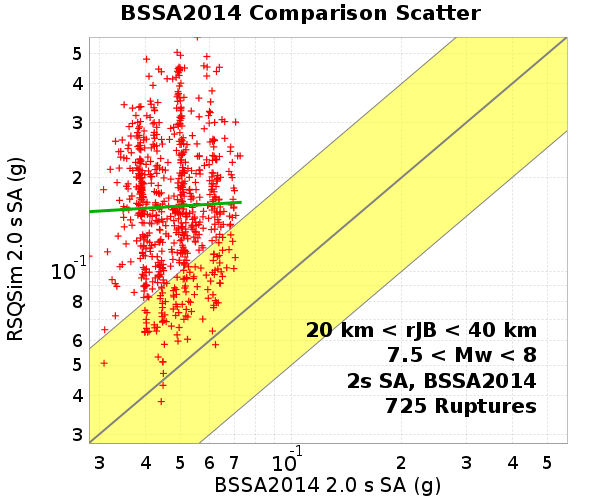 BSSA2014 Comparison Scatter
RSQSim 2.0 s SA (g)
5
4
3
2
10⁻¹
8
6
5
4
3
20 km < rJB < 40 km
7.5 < Mw < 8
2s SA, BSSA2014
725 Ruptures
3 4 5 6 7 10⁻¹ 2 3 4 5
BSSA2014 2.0 s SA (g)